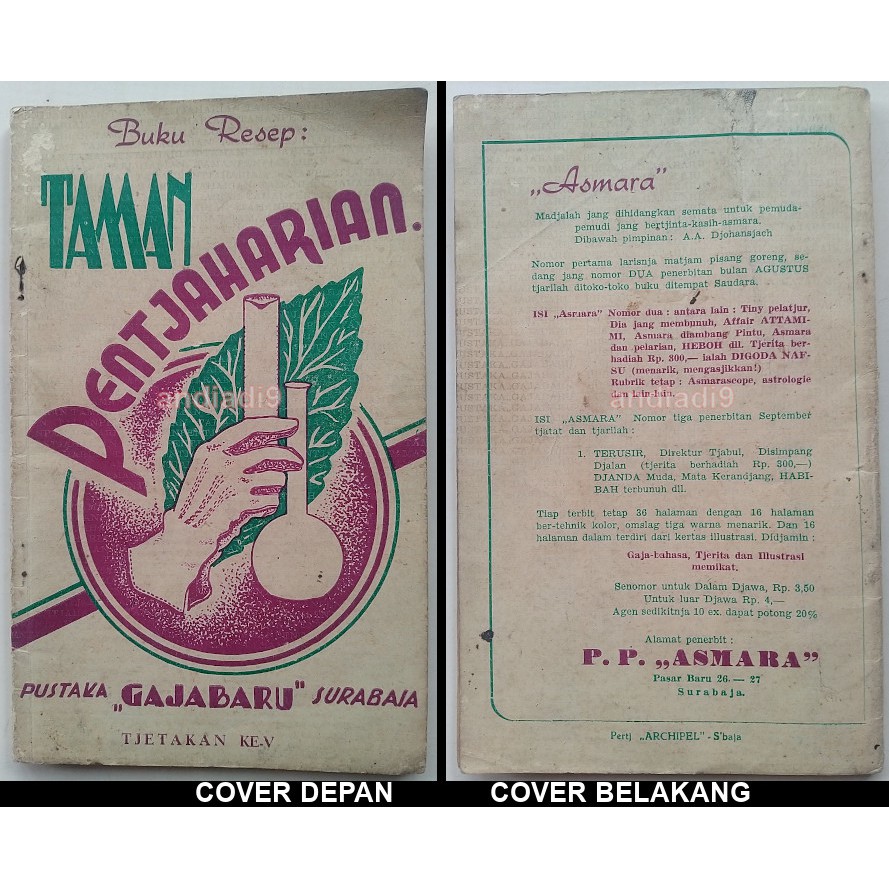 Buku Resep:
TAMAN
PENTJAHARIAN.
andiadi9
PUSTAKA „GAJABARU" SURABAIA
TJETAKAN KE-V
COVER DEPAN
„Asmara"
Madjalah jang dihidangkan semata untuk pemuda-
pemudi jang bertjinta-kasih-asmara.
Dibawah pimpinan : A.A. Djohansjach
Nomor pertama larisnja matjam pisang goreng, se-
dang jang nomor DUA penerbitan bulan AGUSTUS
tjarilah ditoko-toko buku ditempat Saudara.
ISI „Asmara" Nomor dua : antara lain : Tiny pelatjur,
Dia jang membunuh, Affair ATTAMI-
MI, Asmara diambang Pintu, Asmara
dan pelarian, HEBOH dll. Tjerita ber-
hadiah Rp. 300,— ialah DIGODA NAF-
SU (menarik, mengasjikkan!)
Rubrik tetap : Asmarascope, astrologie
dan lain-lain.
andiadi9
ISI „ASMARA" Nomor tiga penerbitan September
tjatat dan tjarilah :
1. TERUSIR, Direktur Tjabul, Disimpang
Djalan (tjerita berhadiah Rp. 300,—)
DJANDA Muda, Mata Kerandjang, HABI-
BAH terbunuh dll.
Tiap terbit tetap 36 halaman dengan 16 halaman
ber-tehnik kolor, omslag tiga warna menarik. Dan 16
halaman dalam terdiri dari kertas illustrasi. Didjamin :
Gaja-bahasa, Tjerita dan Illustrasi
memikat.
Senomor untuk Dalam Djawa, Rp. 3,50
Untuk luar Djawa Rp. 4,—
Agen sedikitnja 10 ex. dapat potong 20%
Alamat penerbit :
P. P. „ASMARA"
Pasar Baru 26. — 27
Surabaja.
Pertj „ARCHIPEL" - S'baja
COVER BELAKANG